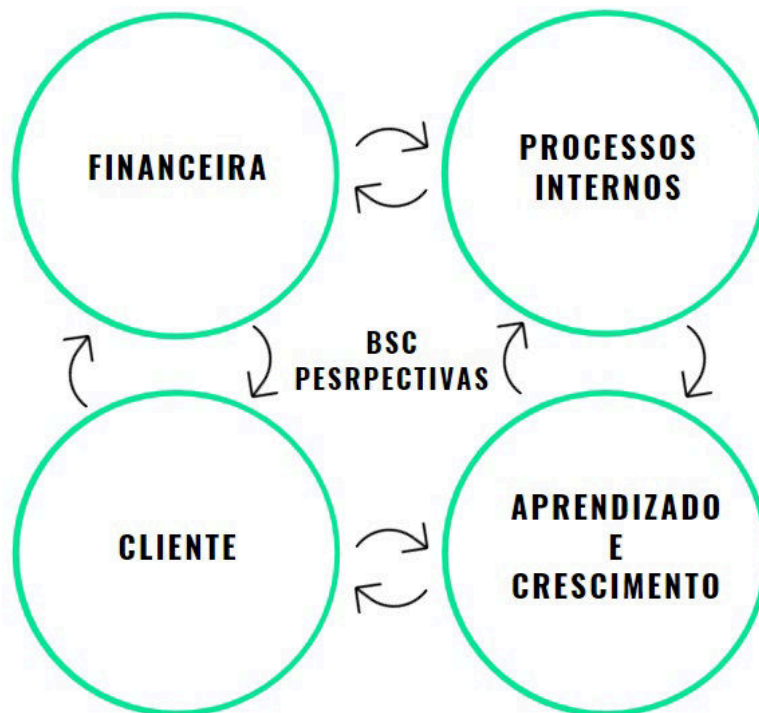 FINANCEIRA
PROCESSOS
INTERNOS
BSC
PESRPECTIVAS
CLIENTE
APRENDIZADO
E
CRESCIMENTO